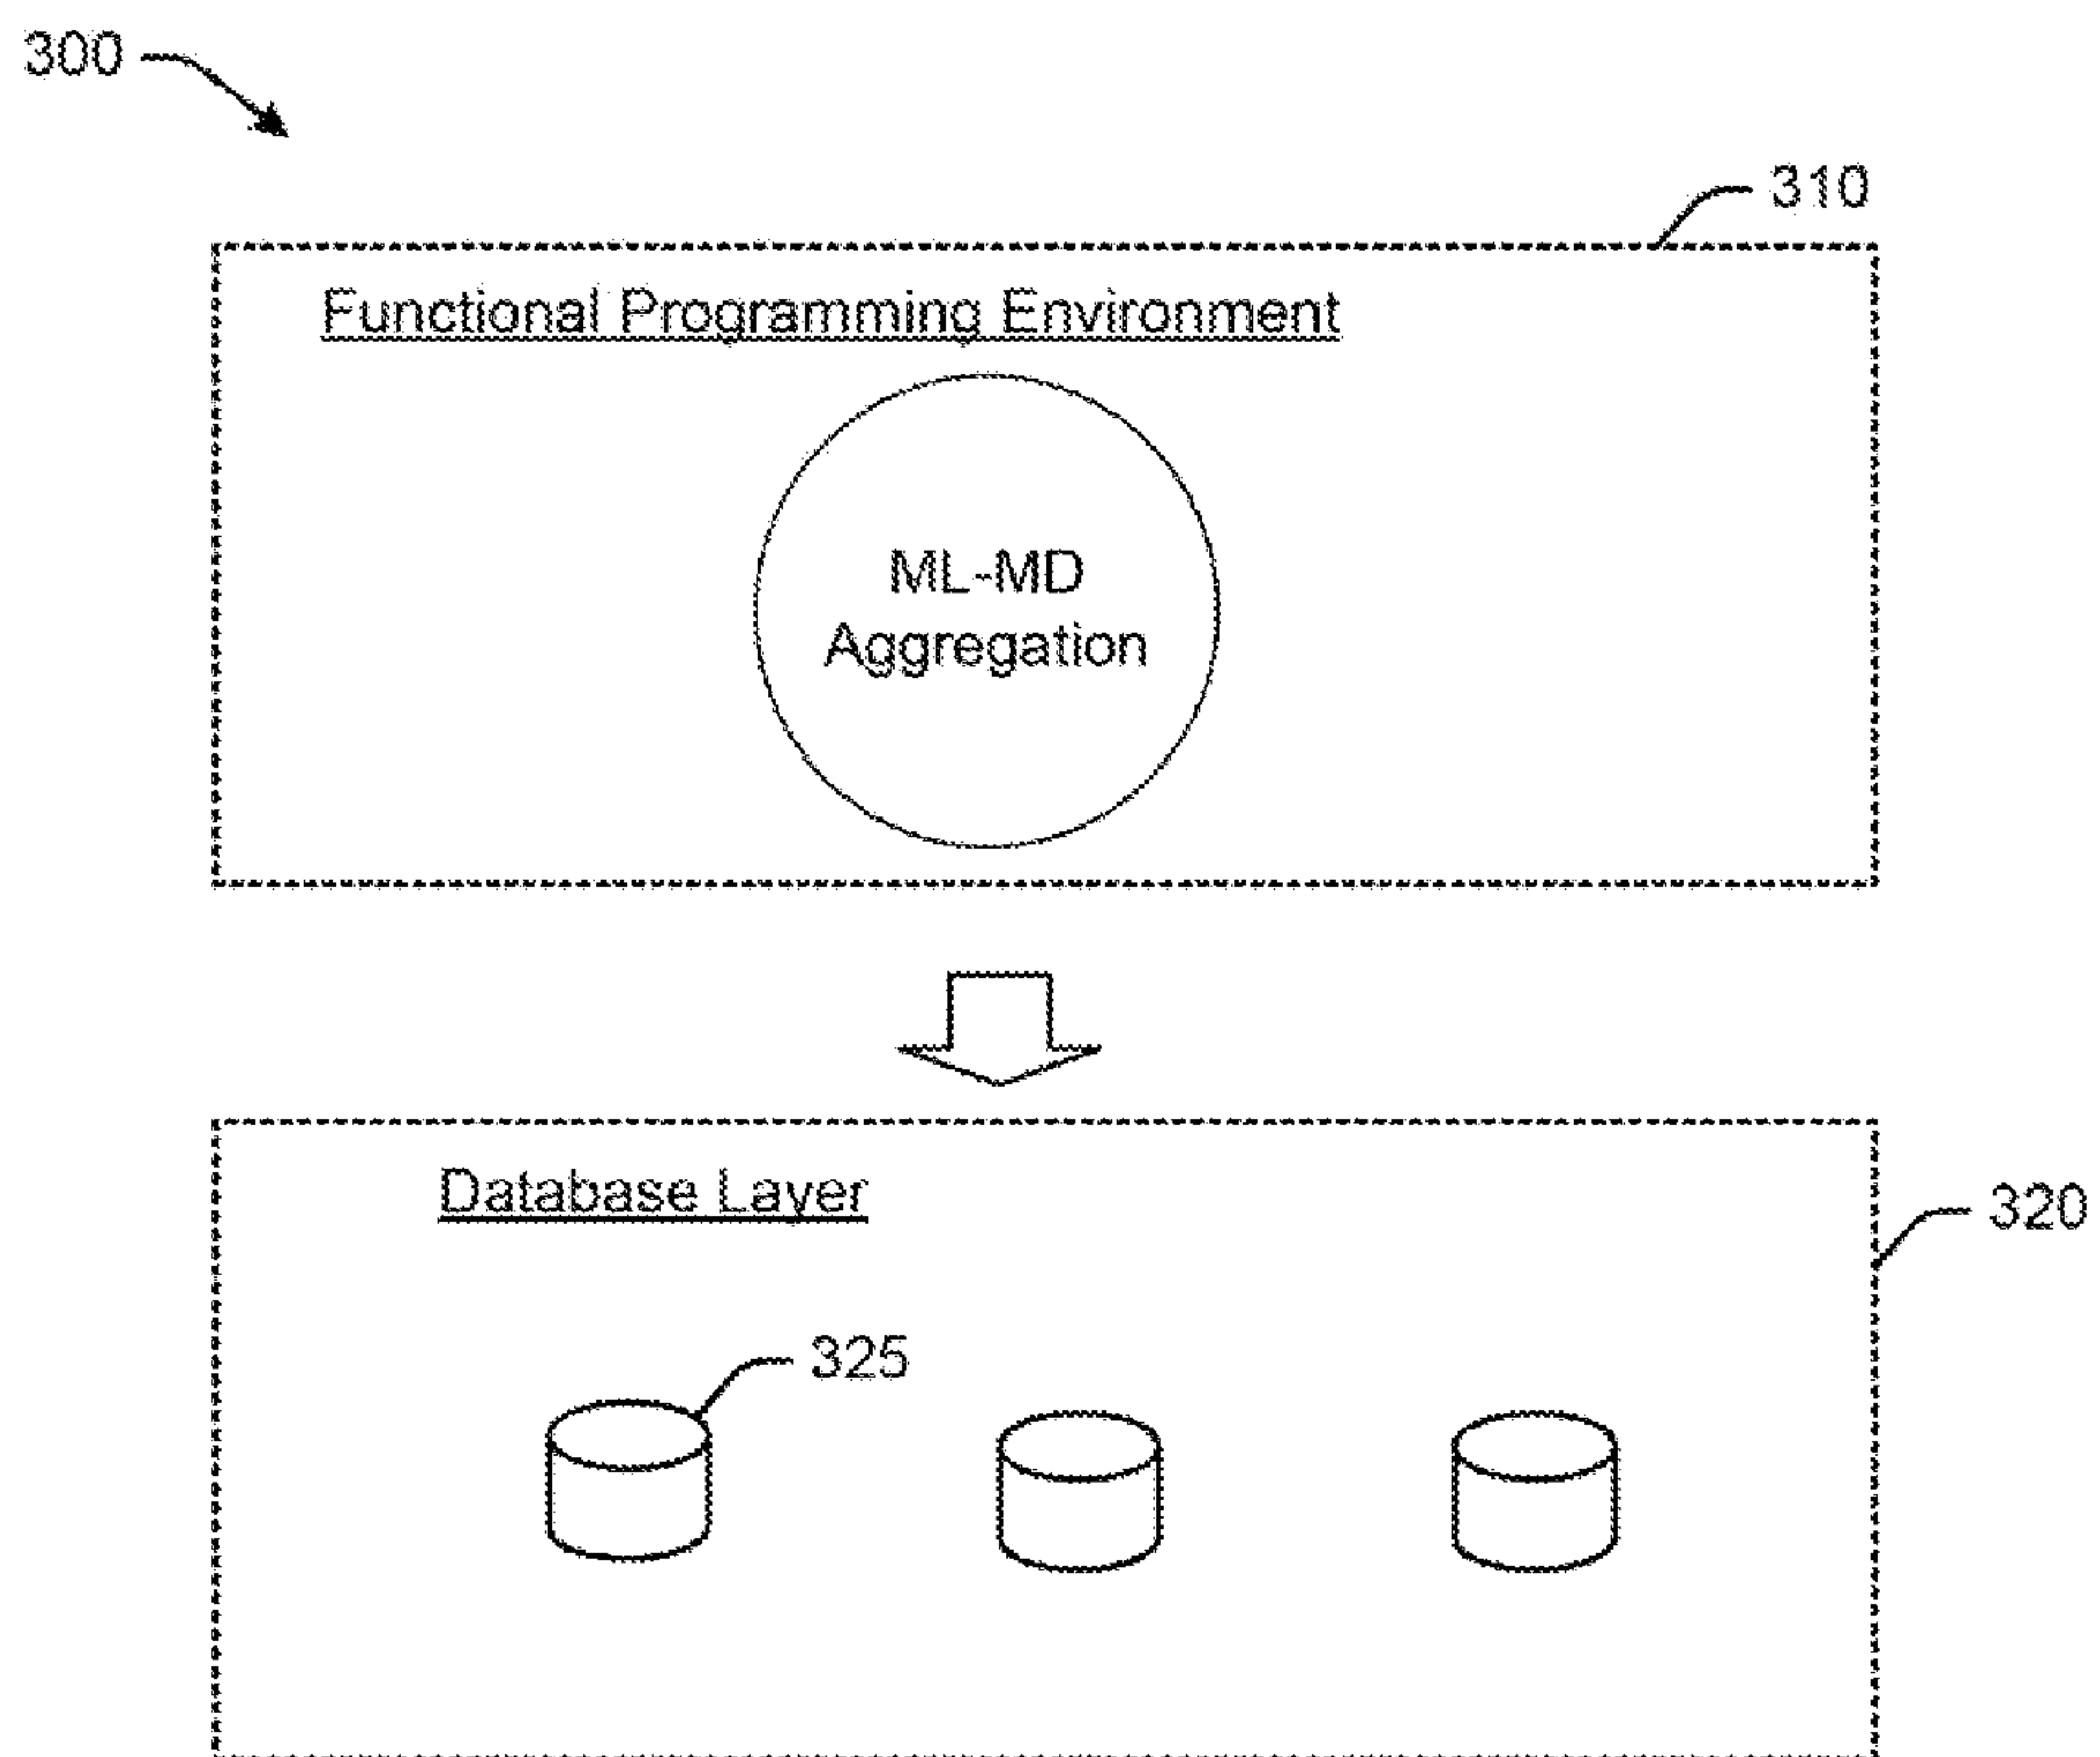 300
310
Functional Programming Environment
ML-MD
Aggregation
Database Layer
320
325